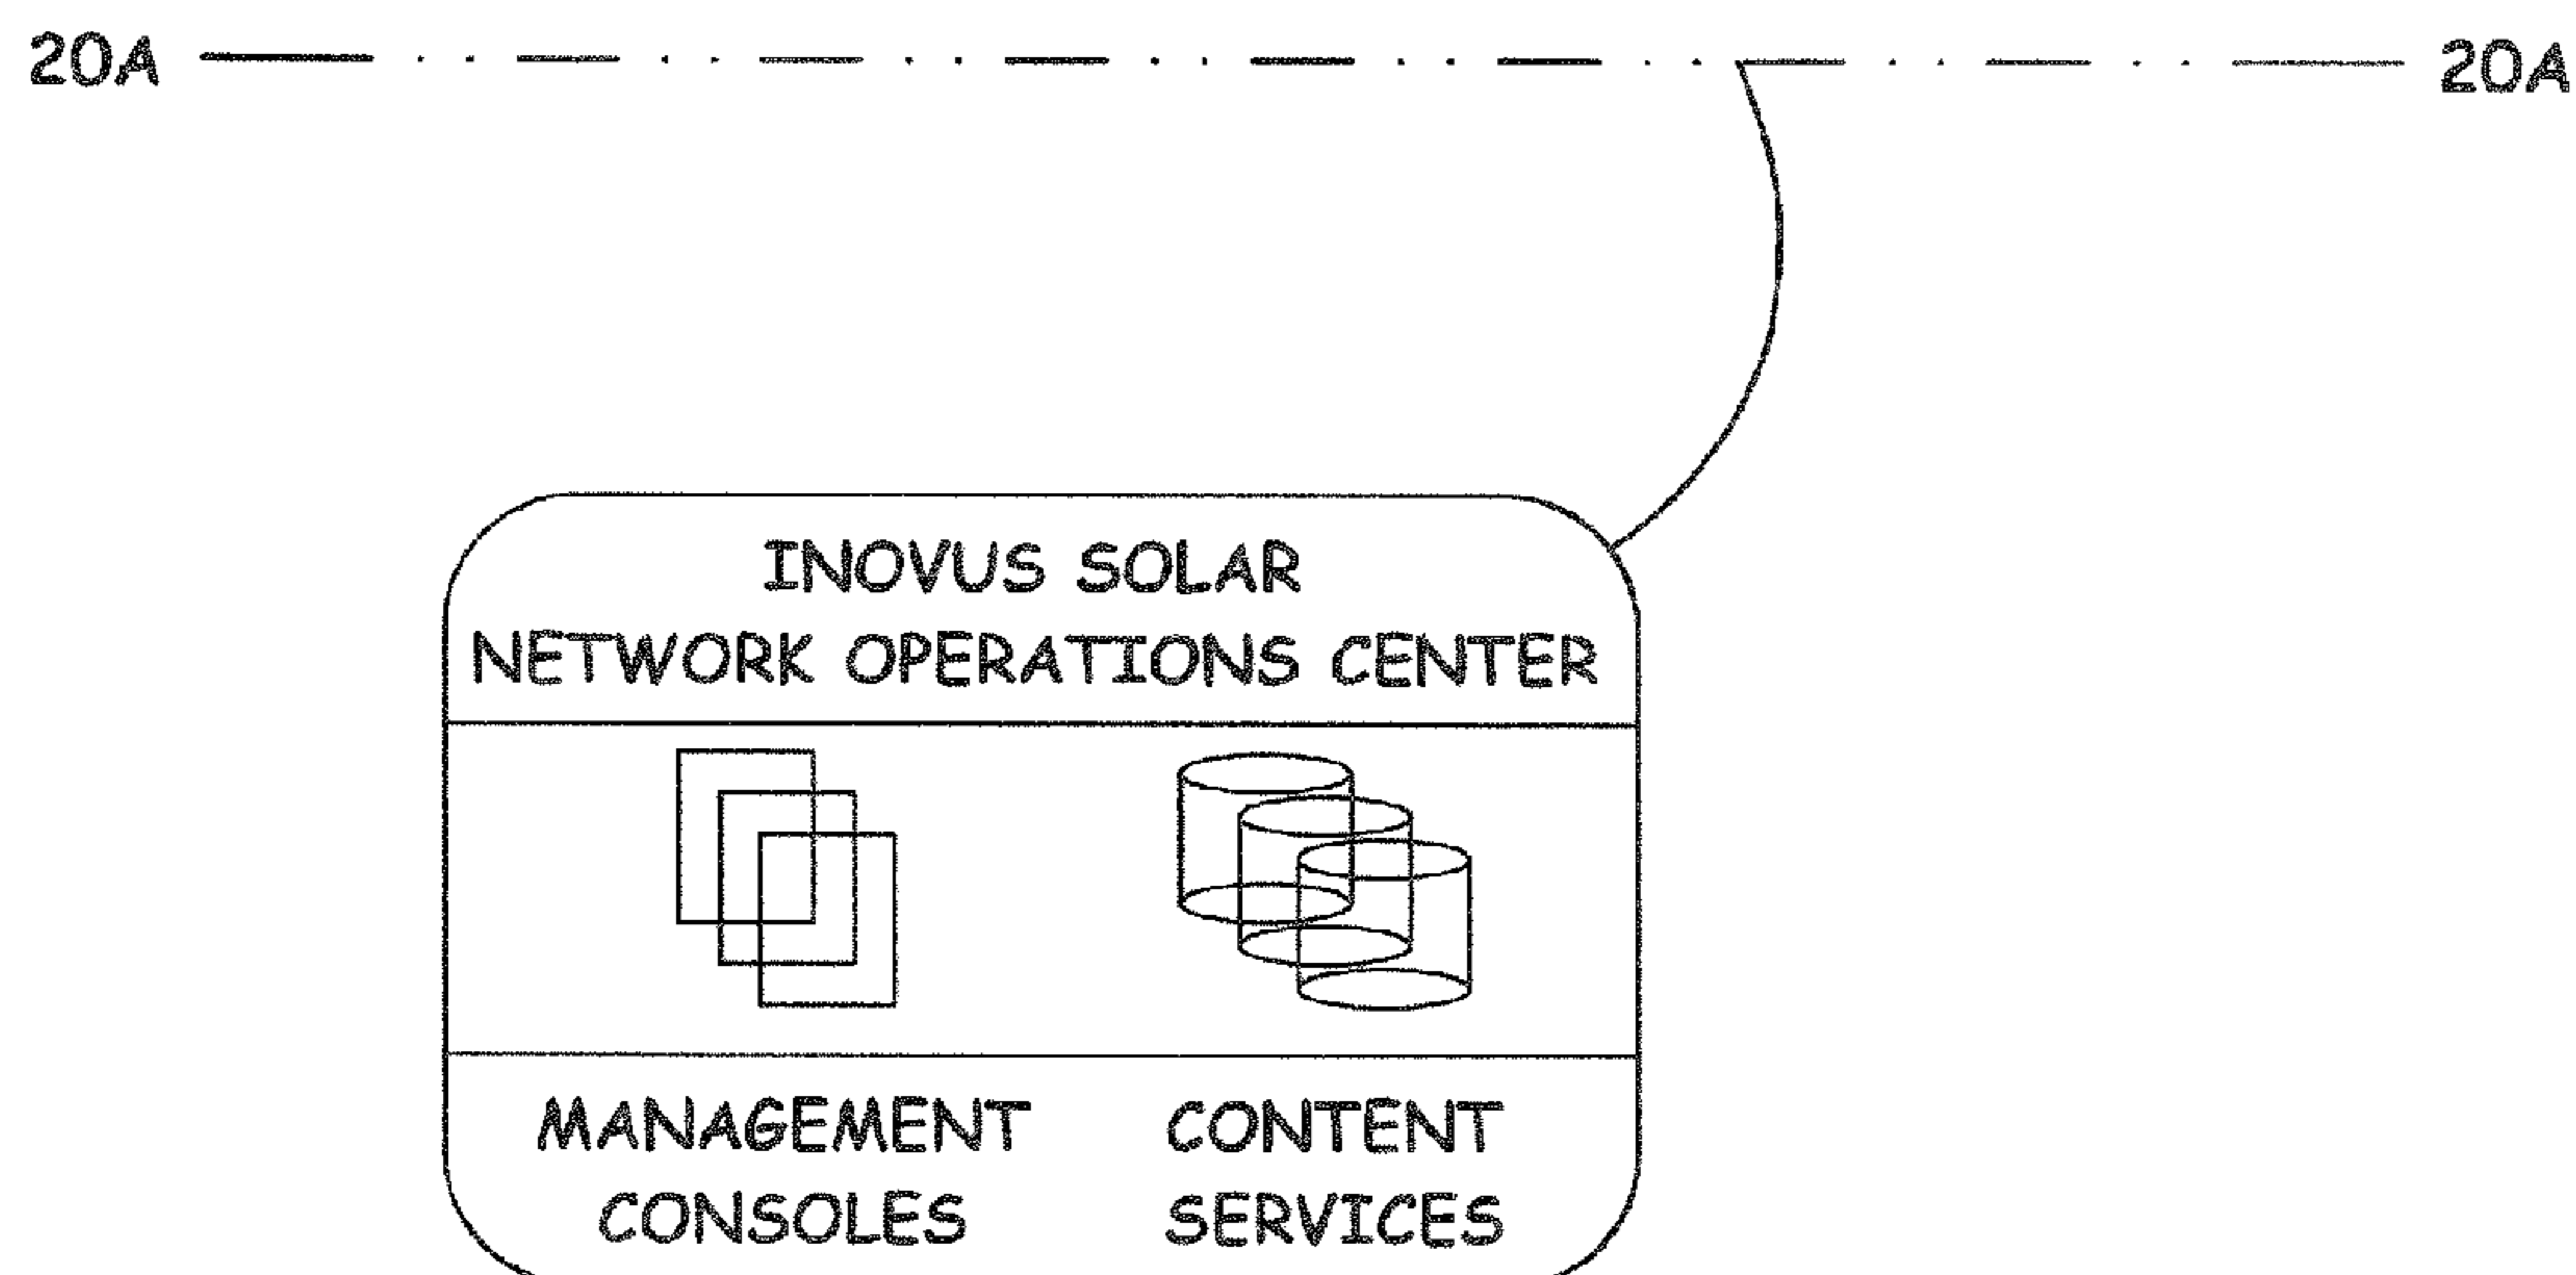 20A 20A
INOVUS SOLAR
NETWORK OPERATIONS CENTER
MANAGEMENT CONTENT
CONSOLES SERVICES